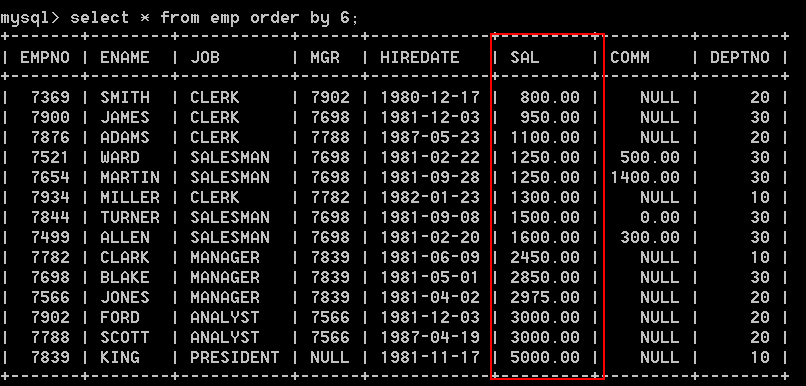 mysql> select * from emp order by 6;
+-------+--------+-----------+------+------------+---------+---------+--------+
| EMPNO | ENAME  | JOB       | MGR  | HIREDATE   | SAL     | COMM    | DEPTNO |
+-------+--------+-----------+------+------------+---------+---------+--------+
|  7369 | SMITH  | CLERK     | 7902 | 1980-12-17 |  800.00 |    NULL |     20 |
|  7900 | JAMES  | CLERK     | 7698 | 1981-12-03 |  950.00 |    NULL |     30 |
|  7876 | ADAMS  | CLERK     | 7788 | 1987-05-23 | 1100.00 |    NULL |     20 |
|  7521 | WARD   | SALESMAN  | 7698 | 1981-02-22 | 1250.00 |  500.00 |     30 |
|  7654 | MARTIN | SALESMAN  | 7698 | 1981-09-28 | 1250.00 | 1400.00 |     30 |
|  7934 | MILLER | CLERK     | 7782 | 1982-01-23 | 1300.00 |    NULL |     10 |
|  7844 | TURNER | SALESMAN  | 7698 | 1981-09-08 | 1500.00 |    0.00 |     30 |
|  7499 | ALLEN  | SALESMAN  | 7698 | 1981-02-20 | 1600.00 |  300.00 |     30 |
|  7782 | CLARK  | MANAGER   | 7839 | 1981-06-09 | 2450.00 |    NULL |     10 |
|  7698 | BLAKE  | MANAGER   | 7839 | 1981-05-01 | 2850.00 |    NULL |     30 |
|  7566 | JONES  | MANAGER   | 7839 | 1981-04-02 | 2975.00 |    NULL |     20 |
|  7902 | FORD   | ANALYST   | 7566 | 1981-12-03 | 3000.00 |    NULL |     20 |
|  7788 | SCOTT  | ANALYST   | 7566 | 1987-04-19 | 3000.00 |    NULL |     20 |
|  7839 | KING   | PRESIDENT | NULL | 1981-11-17 | 5000.00 |    NULL |     10 |
+-------+--------+-----------+------+------------+---------+---------+--------+